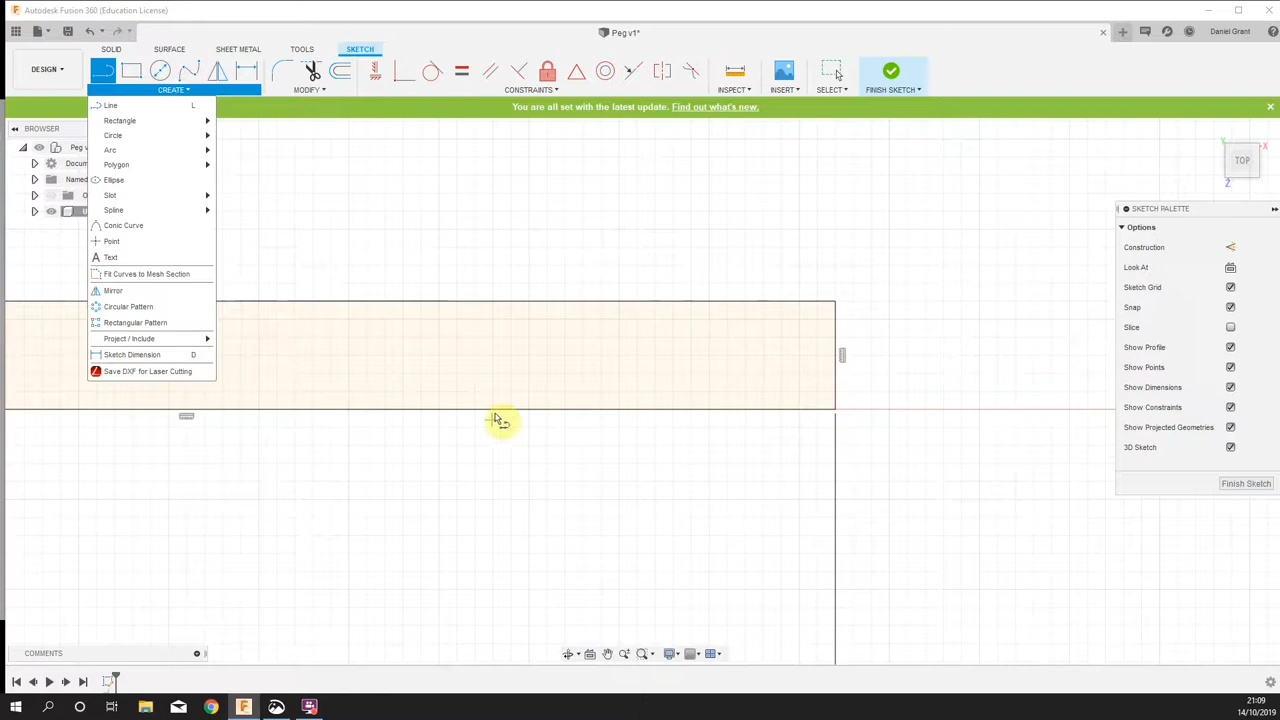 Autodesk Fusion 360 (Education License)
Peg v1*
Daniel Grant
DESIGN
SOLID SURFACE SHEET METAL TOOLS SKETCH
CREATE MODIFY CONSTRAINTS INSPECT INSERT SELECT FINISH SKETCH
You are all set with the latest update. Find out what's new.
BROWSER
Peg v
Docum
Named
O
Line L
Rectangle
Circle
Arc
Polygon
Ellipse
Slot
Spline
Conic Curve
Point
Text
Fit Curves to Mesh Section
Mirror
Circular Pattern
Rectangular Pattern
Project / Include
Sketch Dimension D
Save DXF for Laser Cutting
Y
X
TOP
Z
SKETCH PALETTE
Options
Construction
Look At
Sketch Grid
Snap
Slice
Show Profile
Show Points
Show Dimensions
Show Constraints
Show Projected Geometries
3D Sketch
Finish Sketch
COMMENTS
21:09
14/10/2019